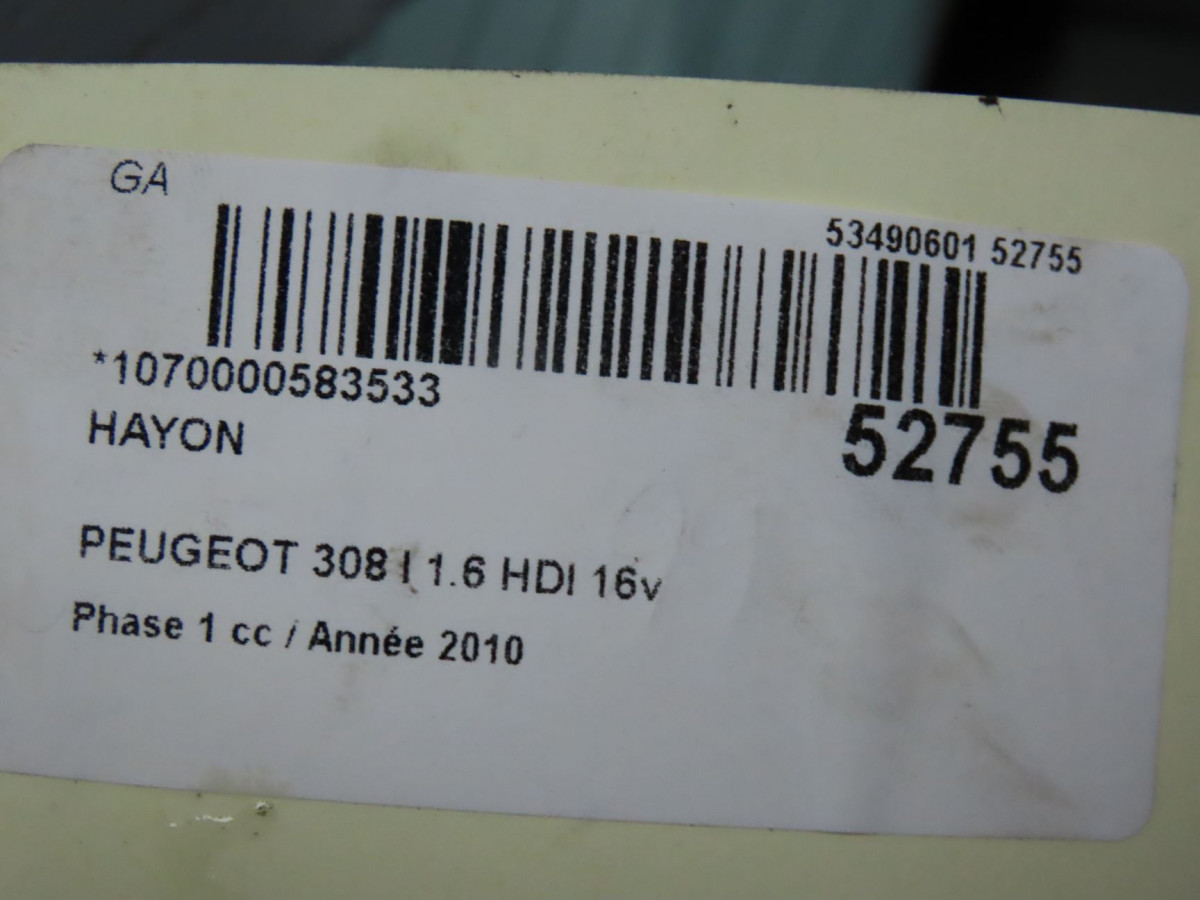 GA
53490601 52755
*1070000583533
52755
HAYON
PEUGEOT 308 I 1.6 HDI 16v
Phase 1 cc / Année 2010